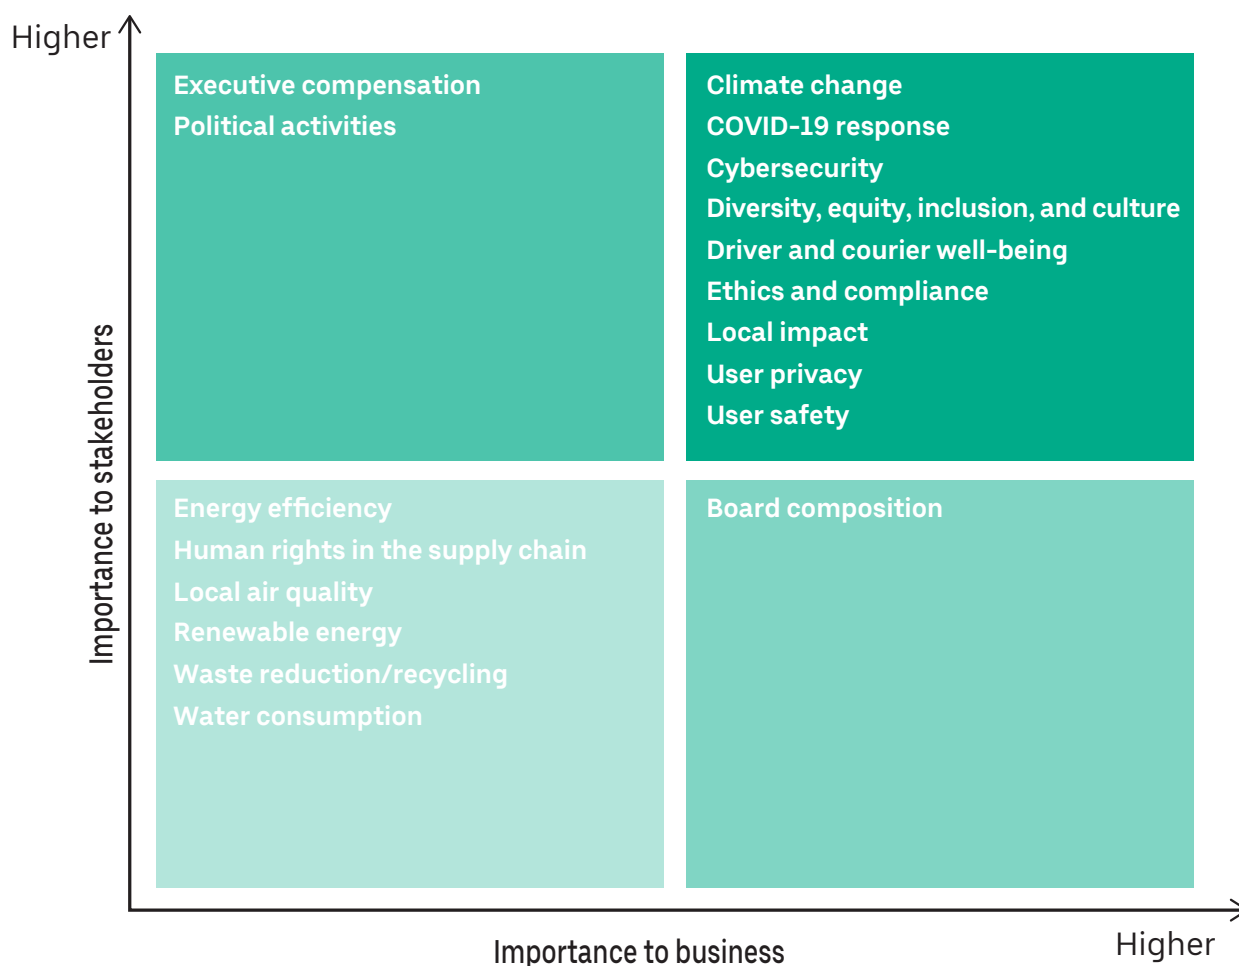 Higher
Executive compensation
Political activities
Climate change
COVID-19 response
Cybersecurity
Diversity, equity, inclusion, and culture
Driver and courier well-being
Ethics and compliance
Local impact
User privacy
User safety
Importance to stakeholders
Energy efficiency
Human rights in the supply chain
Local air quality
Renewable energy
Waste reduction/recycling
Water consumption
Board composition
Importance to business
Higher